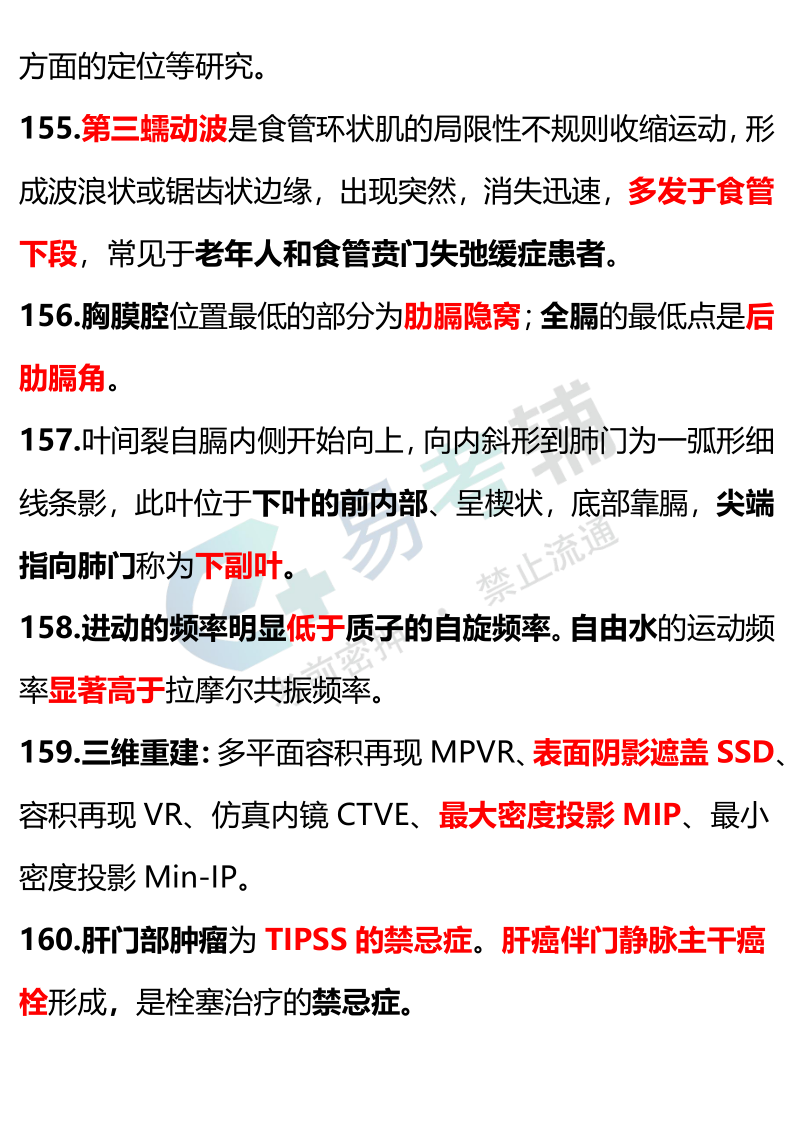 方面的定位等研究。
155.第三蠕动波是食管环状肌的局限性不规则收缩运动，形
成波浪状或锯齿状边缘，出现突然，消失迅速，多发于食管
下段，常见于老年人和食管贲门失弛缓症患者。
156.胸膜腔位置最低的部分为肋膈隐窝；全膈的最低点是后
肋膈角。
157.叶间裂自膈内侧开始向上，向内斜形到肺门为一弧形细
线条影，此叶位于下叶的前内部、呈楔状，底部靠膈，尖端
指向肺门称为下副叶。
158.进动的频率明显低于质子的自旋频率。自由水的运动频
率显著高于拉摩尔共振频率。
159.三维重建：多平面容积再现 MPVR、表面阴影遮盖 SSD、
容积再现 VR、仿真内镜 CTVE、最大密度投影 MIP、最小
密度投影 Min-IP。
160.肝门部肿瘤为 TIPSS 的禁忌症。肝癌伴门静脉主干癌
栓形成，是栓塞治疗的禁忌症。
易考辅
前密押
禁止流通